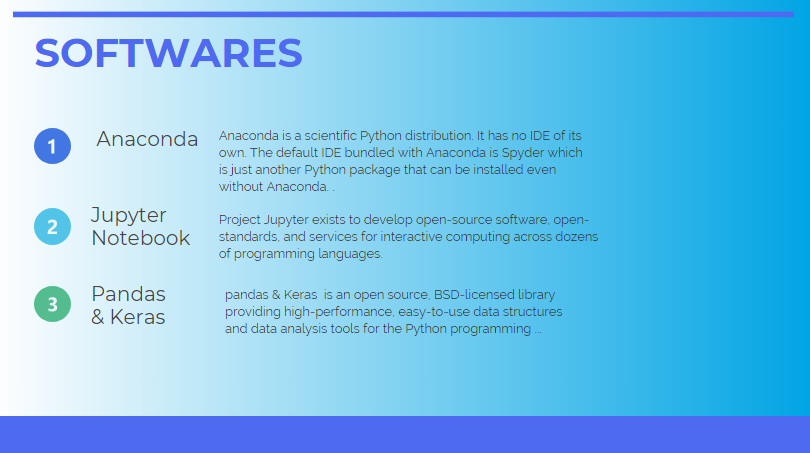 SOFTWARES
1
Anaconda
Anaconda is a scientific Python distribution. It has no IDE of its
own. The default IDE bundled with Anaconda is Spyder which
is just another Python package that can be installed even
without Anaconda. .
2
Jupyter
Notebook
Project Jupyter exists to develop open-source software, open-
standards, and services for interactive computing across dozens
of programming languages.
3
Pandas
& Keras
pandas & Keras  is an open source, BSD-licensed library
providing high-performance, easy-to-use data structures
and data analysis tools for the Python programming ...